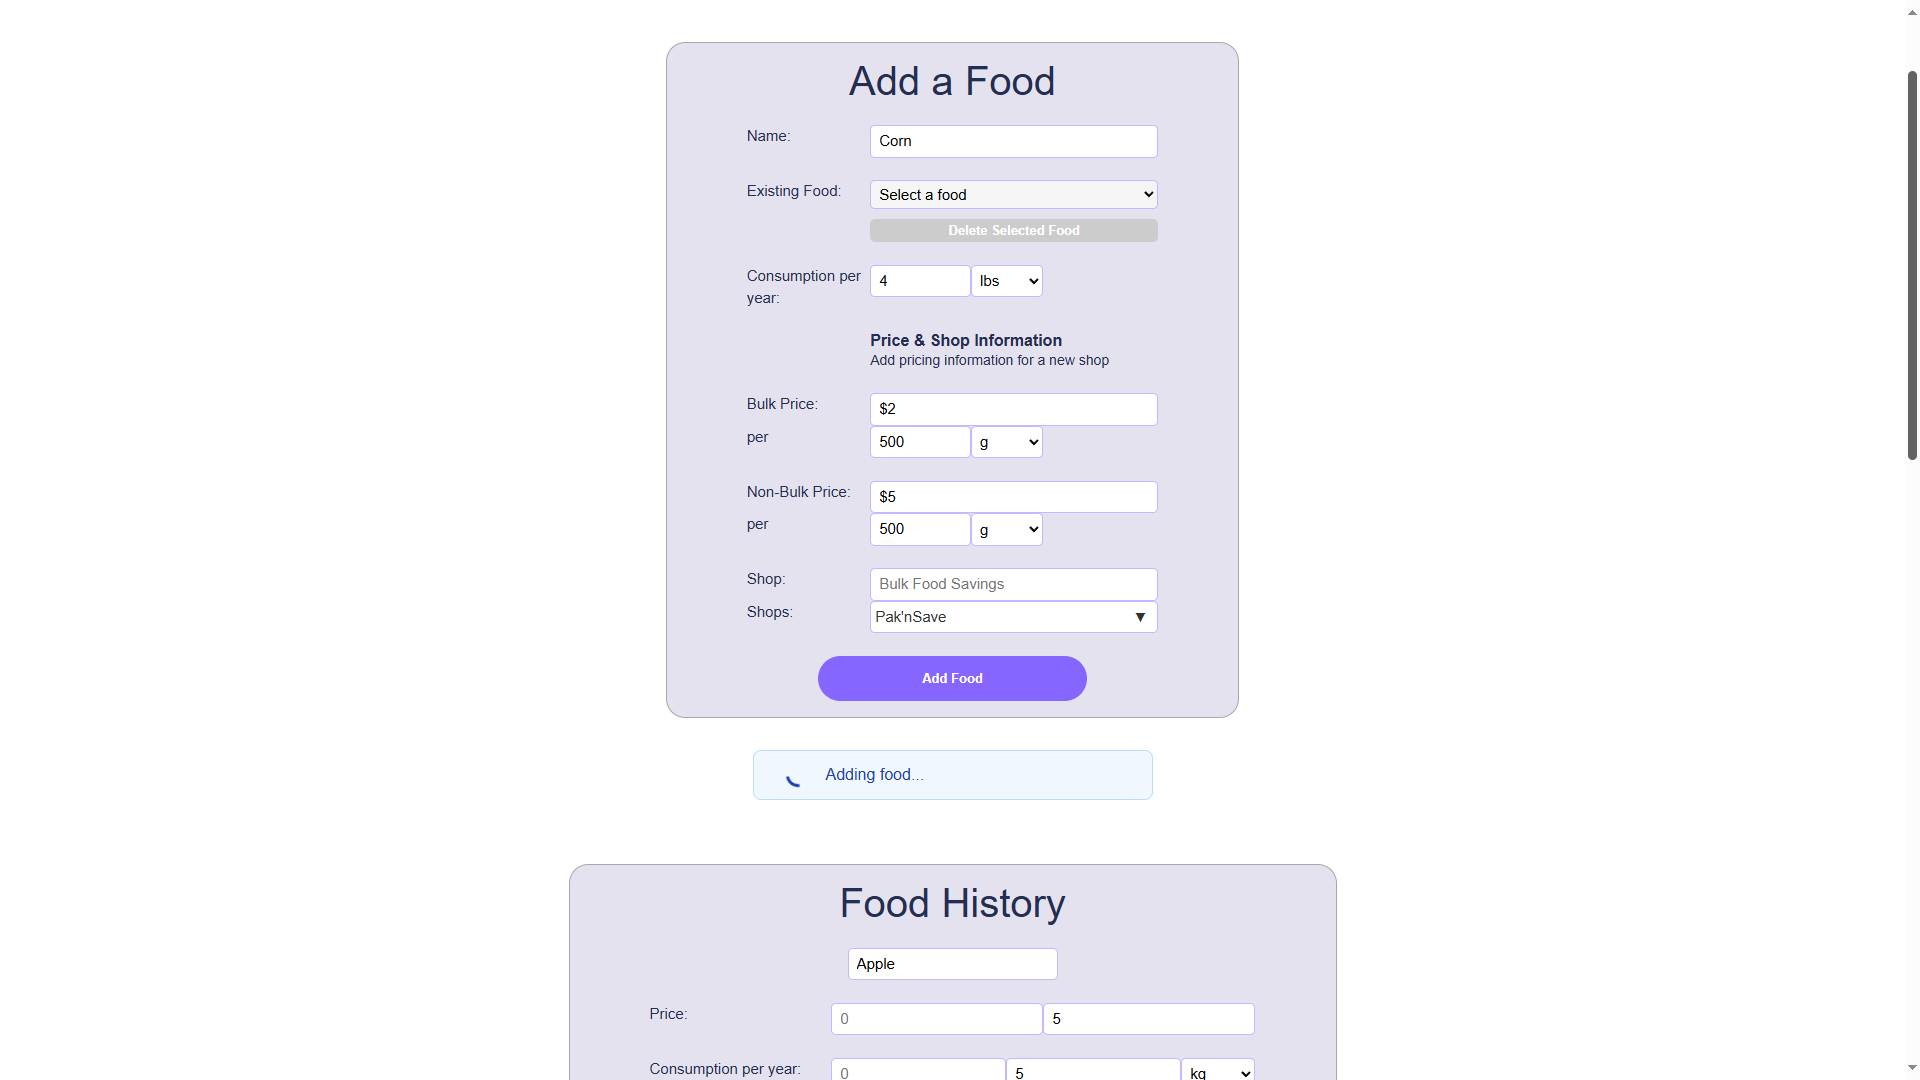 Add a Food
Name:
Corn
Existing Food:
Select a food
Delete Selected Food
Consumption per
year:
4
lbs
Price & Shop Information
Add pricing information for a new shop
Bulk Price:
$2
per
500
g
Non-Bulk Price:
$5
per
500
g
Shop:
Bulk Food Savings
Shops:
Pak'nSave
Add Food
Adding food...
Food History
Apple
Price:
0
5
Consumption per year:
0
5
kg